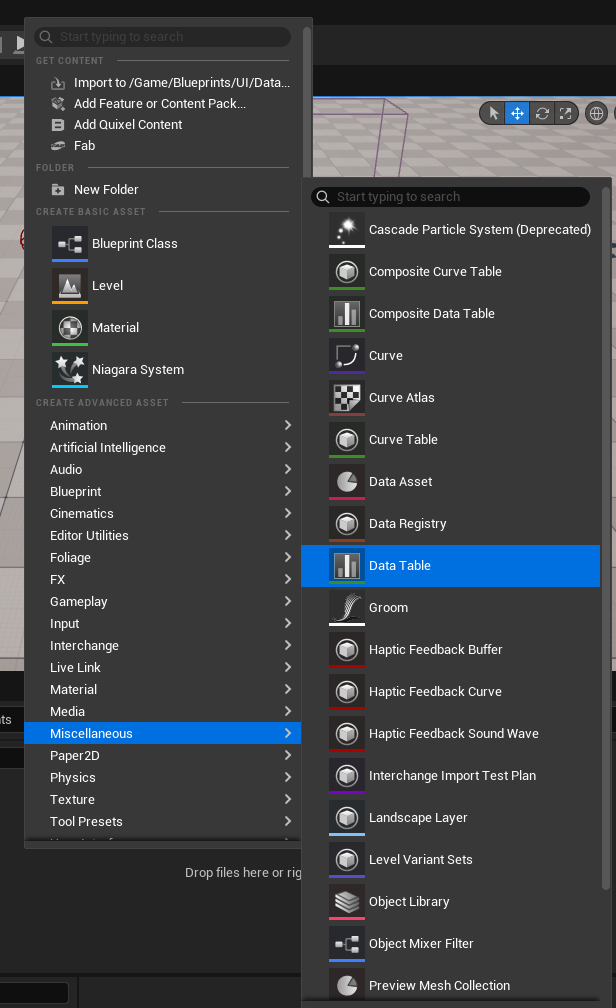 Start typing to search
GET CONTENT
Import to /Game/Blueprints/UI/Data...
Add Feature or Content Pack...
Add Quixel Content
Fab
FOLDER
New Folder
CREATE BASIC ASSET
Blueprint Class
Level
Material
Niagara System
CREATE ADVANCED ASSET
Animation
Artificial Intelligence
Audio
Blueprint
Cinematics
Editor Utilities
Foliage
FX
Gameplay
Input
Interchange
Live Link
Material
Media
Miscellaneous
Paper2D
Physics
Texture
Tool Presets
Start typing to search
Cascade Particle System (Deprecated)
Composite Curve Table
Composite Data Table
Curve
Curve Atlas
Curve Table
Data Asset
Data Registry
Data Table
Groom
Haptic Feedback Buffer
Haptic Feedback Curve
Haptic Feedback Sound Wave
Interchange Import Test Plan
Landscape Layer
Level Variant Sets
Object Library
Object Mixer Filter
Preview Mesh Collection
nts
Drop files here or rig